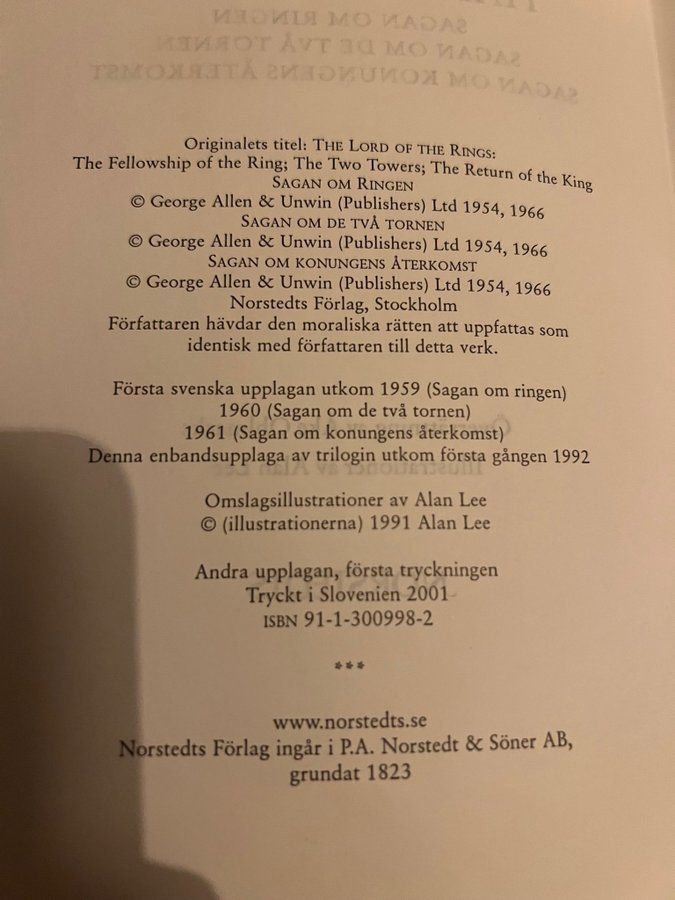 Originalets titel: THE LORD OF THE RINGS:
The Fellowship of the Ring; The Two Towers; The Return of the King
SAGAN OM RINGEN
© George Allen & Unwin (Publishers) Ltd 1954, 1966
SAGAN OM DE TVÅ TORNEN
© George Allen & Unwin (Publishers) Ltd 1954, 1966
SAGAN OM KONUNGENS ÅTERKOMST
© George Allen & Unwin (Publishers) Ltd 1954, 1966
Norstedts Förlag, Stockholm
Författaren hävdar den moraliska rätten att uppfattas som
identisk med författaren till detta verk.
Första svenska upplagan utkom 1959 (Sagan om ringen)
1960 (Sagan om de två tornen)
1961 (Sagan om konungens återkomst)
Denna enbandsupplaga av trilogin utkom första gången 1992
Omslagsillustrationer av Alan Lee
© (illustrationerna) 1991 Alan Lee
Andra upplagan, första tryckningen
Tryckt i Slovenien 2001
ISBN 91-1-300998-2
***
www.norstedts.se
Norstedts Förlag ingår i P.A. Norstedt & Söner AB,
grundat 1823